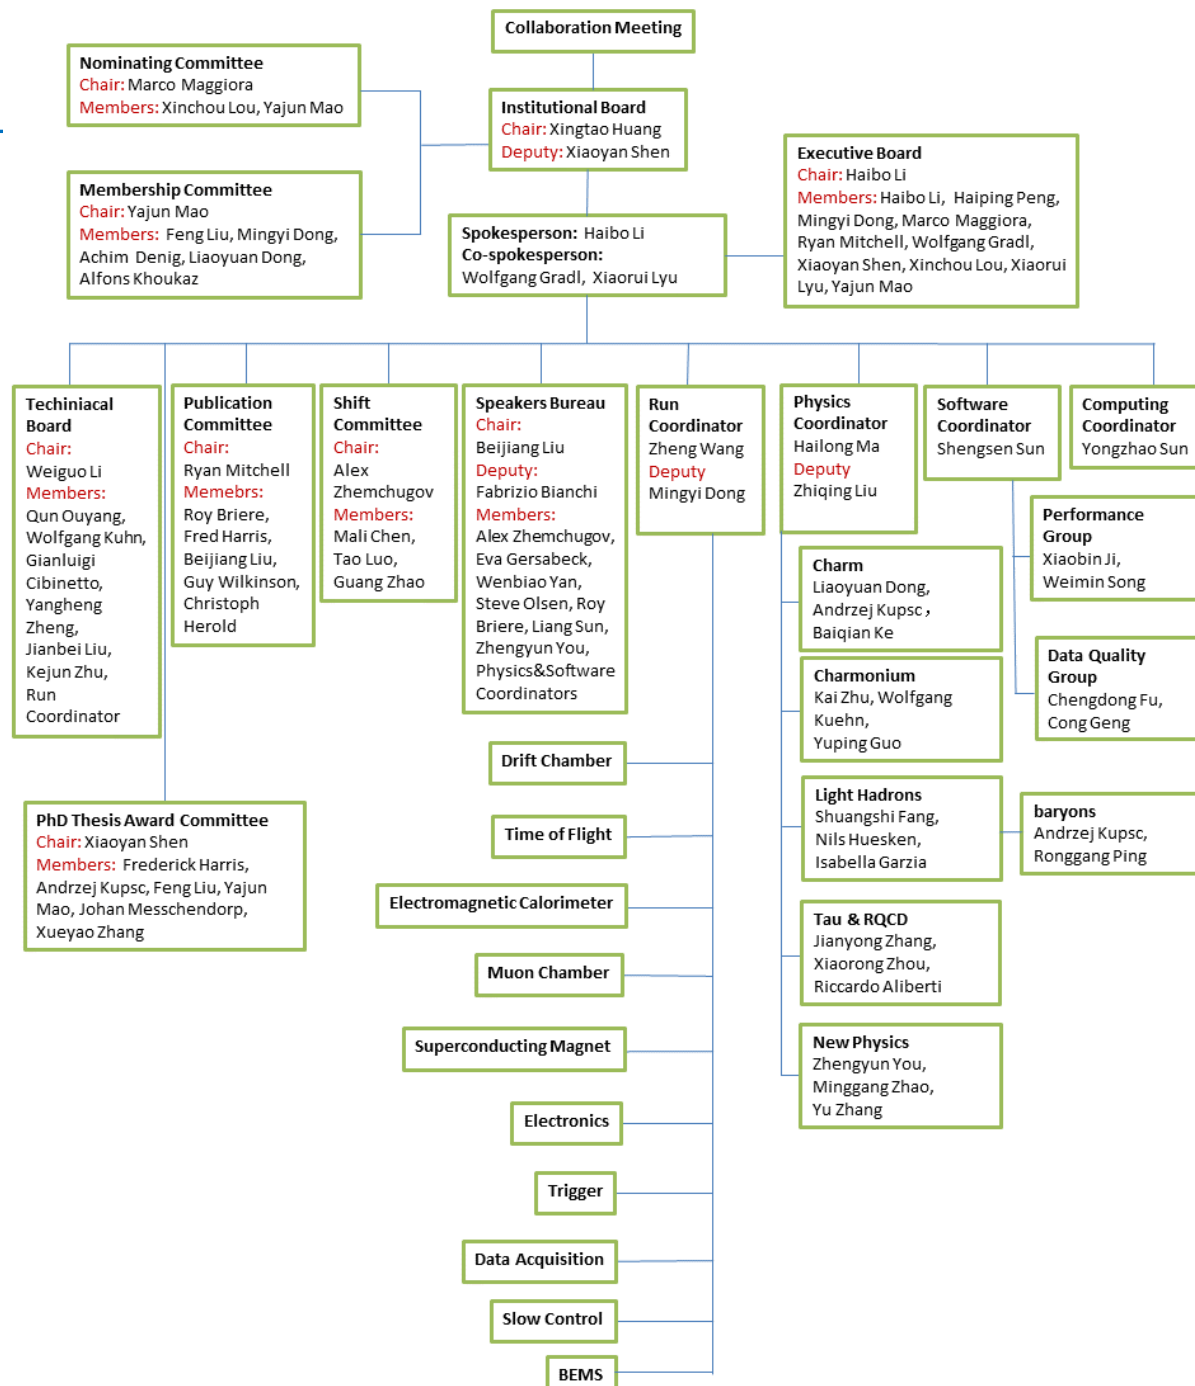 Collaboration Meeting
Nominating Committee
Chair: Marco Maggiora
Members: Xinchou Lou, Yajun Mao
Institutional Board
Chair: Xingtao Huang
Deputy: Xiaoyan Shen
Membership Committee
Chair: Yajun Mao
Members: Feng Liu, Mingyi Dong,
Achim Denig, Liaoyuan Dong,
Alfons Khoukaz
Executive Board
Chair: Haibo Li
Members: Haibo Li, Haiping Peng,
Mingyi Dong, Marco Maggiora,
Ryan Mitchell, Wolfgang Gradl,
Xiaoyan Shen, Xinchou Lou, Xiaorui
Lyu, Yajun Mao
Spokesperson: Haibo Li
Co-spokesperson:
Wolfgang Gradl, Xiaorui Lyu
Techiniacal
Board
Chair:
Weiguo Li
Members:
Qun Ouyang,
Wolfgang Kuhn,
Gianluigi
Cibinetto,
Yangheng
Zheng,
Jianbei Liu,
Kejun Zhu,
Run
Coordinator
Publication
Committee
Chair:
Ryan Mitchell
Memebrs:
Roy Briere,
Fred Harris,
Beijiang Liu,
Guy Wilkinson,
Christoph
Herold
Shift
Committee
Chair:
Alex
Zhemchugov
Members:
Mali Chen,
Tao Luo,
Guang Zhao
Speakers Bureau
Chair:
Beijiang Liu
Deputy:
Fabrizio Bianchi
Members:
Alex Zhemchugov,
Eva Gersabeck,
Wenbiao Yan,
Steve Olsen, Roy
Briere, Liang Sun,
Zhengyun You,
Physics&Software
Coordinators
Run
Coordinator
Zheng Wang
Deputy
Mingyi Dong
Physics
Coordinator
Hailong Ma
Deputy
Zhiqing Liu
Software
Coordinator
Shengsen Sun
Computing
Coordinator
Yongzhao Sun
Performance
Group
Xiaobin Ji,
Weimin Song
Data Quality
Group
Chengdong Fu,
Cong Geng
Charm
Liaoyuan Dong,
Andrzej Kupsc，
Baiqian Ke
Charmonium
Kai Zhu, Wolfgang
Kuehn,
Yuping Guo
Light Hadrons
Shuangshi Fang,
Nils Huesken,
Isabella Garzia
baryons
Andrzej Kupsc,
Ronggang Ping
Tau & RQCD
Jianyong Zhang,
Xiaorong Zhou,
Riccardo Aliberti
New Physics
Zhengyun You,
Minggang Zhao,
Yu Zhang
PhD Thesis Award Committee
Chair: Xiaoyan Shen
Members: Frederick Harris,
Andrzej Kupsc, Feng Liu, Yajun
Mao, Johan Messchendorp,
Xueyao Zhang
Drift Chamber
Time of Flight
Electromagnetic Calorimeter
Muon Chamber
Superconducting Magnet
Electronics
Trigger
Data Acquisition
Slow Control
BEMS